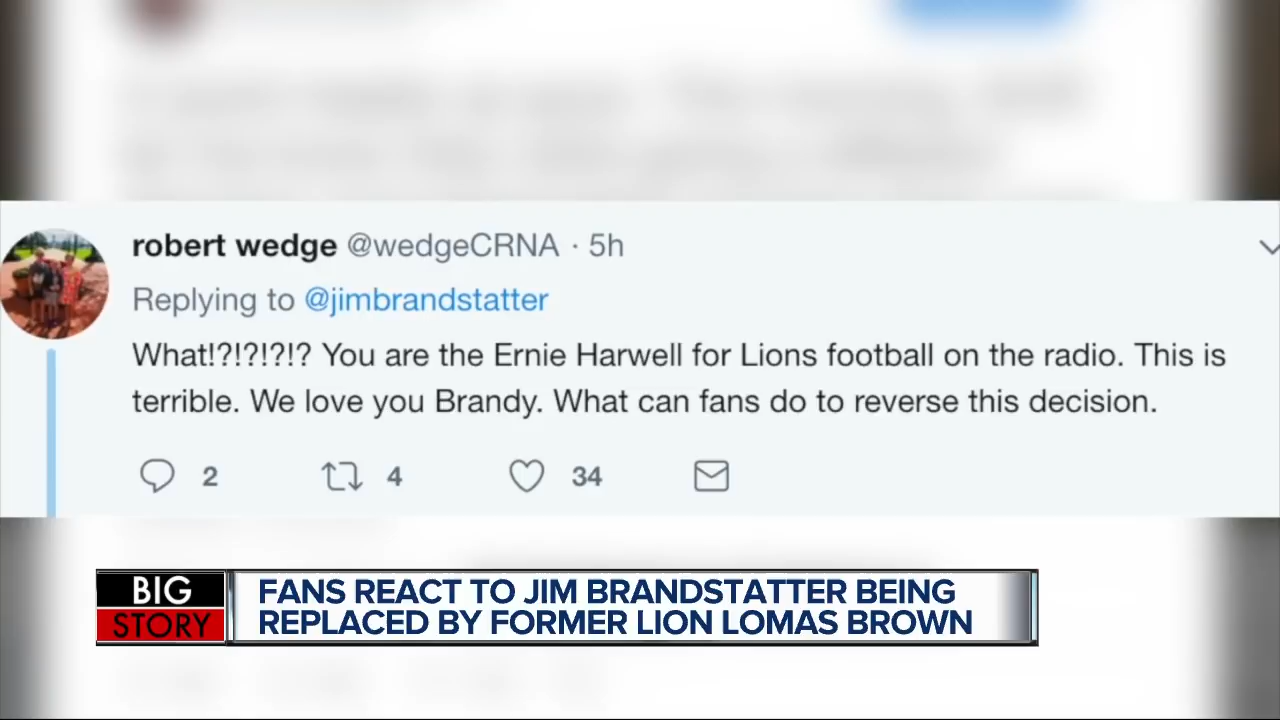 robert wedge @wedgeCRNA · 5h
Replying to @jimbrandstatter
What!?!?!?!? You are the Ernie Harwell for Lions football on the radio. This is
terrible. We love you Brandy. What can fans do to reverse this decision.
2 4 34
BIG
STORY
FANS REACT TO JIM BRANDSTATTER BEING
REPLACED BY FORMER LION LOMAS BROWN